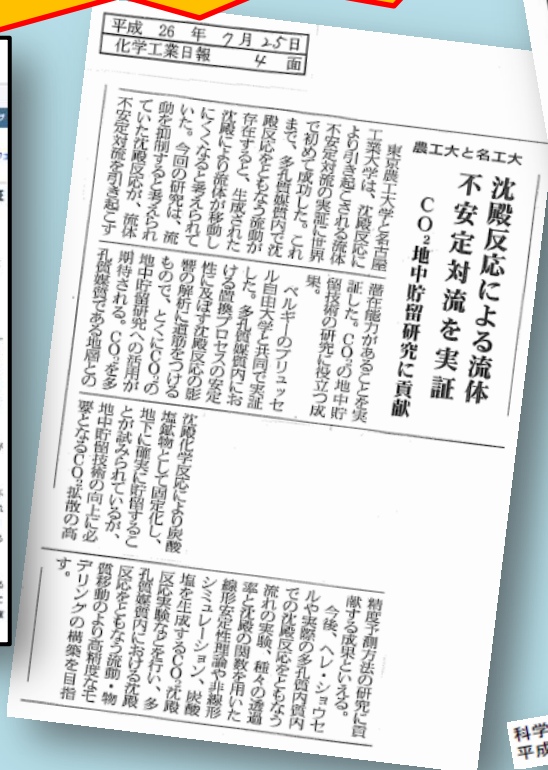 平成 26 年 7月25日
化学工業日報 4 面
農工大と名工大
沈殿反応による流体
不安定対流を実証
CO₂地中貯留研究に貢献
東京農工大学と名古屋
工業大学は、沈殿反応に
より引き起こされる流体
不安定対流の実証に世界
で初めて成功した。これ
まで、多孔質媒質内で沈
殿反応をともなう流動が
存在すると、生成された
沈殿により流体が移動し
にくくなると考えられて
いた。今回の研究は、流
動を抑制すると考えられ
ていた沈殿反応が、流体
不安定対流を引き起こす
潜在能力があることを実
証した。CO₂の地中貯
留技術の研究に役立つ成
果。
ベルギーのブリュッセ
ル自由大学と共同で実証
した。多孔質媒質内にお
ける置換プロセスの安定
性に及ぼす沈殿反応の影
響の解析に道筋をつける
もので、とくにCO₂の
地中貯留研究への活用が
期待される。CO₂を多
孔質媒質である地層との
沈殿化学反応により炭酸
塩鉱物として固定化し、
地下に確実に貯留するこ
とが試みられているが、
地中貯留技術の向上に必
要となるCO₂拡散の高
精度予測方法の研究に貢
献する成果といえる。
今後、ヘレ・ショウセ
ルや実際の多孔質内質内
での沈殿反応をともなう
流れの実験、種々の透過
率と沈殿の関数を用いた
線形安定性理論や非線形
シミュレーション、炭酸
塩を生成するCO₂沈殿
反応実験などを行い、多
孔質媒質内における沈殿
反応をともなう流動・物
質移動のより高精度なモ
デリングの構築を目指
す。
科学
平成